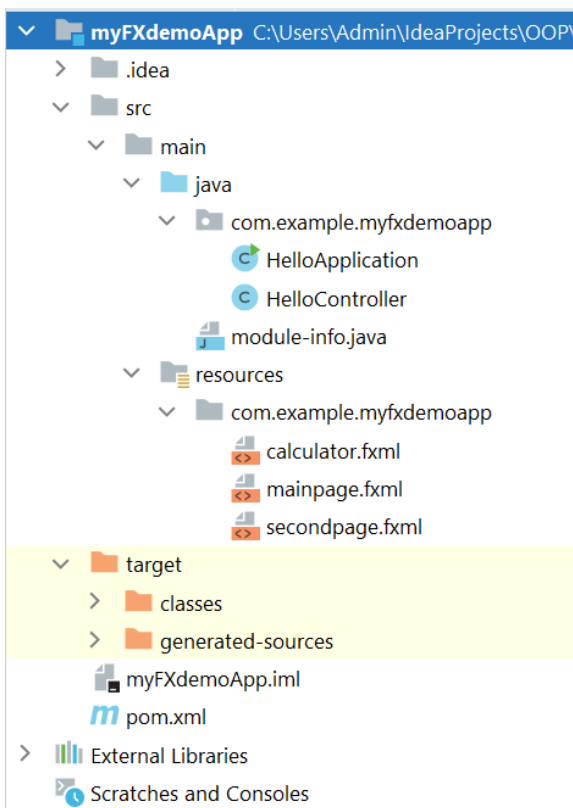 myFXdemoApp C:\Users\Admin\IdeaProjects\OOP\
.idea
src
main
java
com.example.myfxdemoapp
C HelloApplication
C HelloController
J module-info.java
resources
com.example.myfxdemoapp
<> calculator.fxml
<> mainpage.fxml
<> secondpage.fxml
target
classes
generated-sources
myFXdemoApp.iml
m pom.xml
External Libraries
Scratches and Consoles